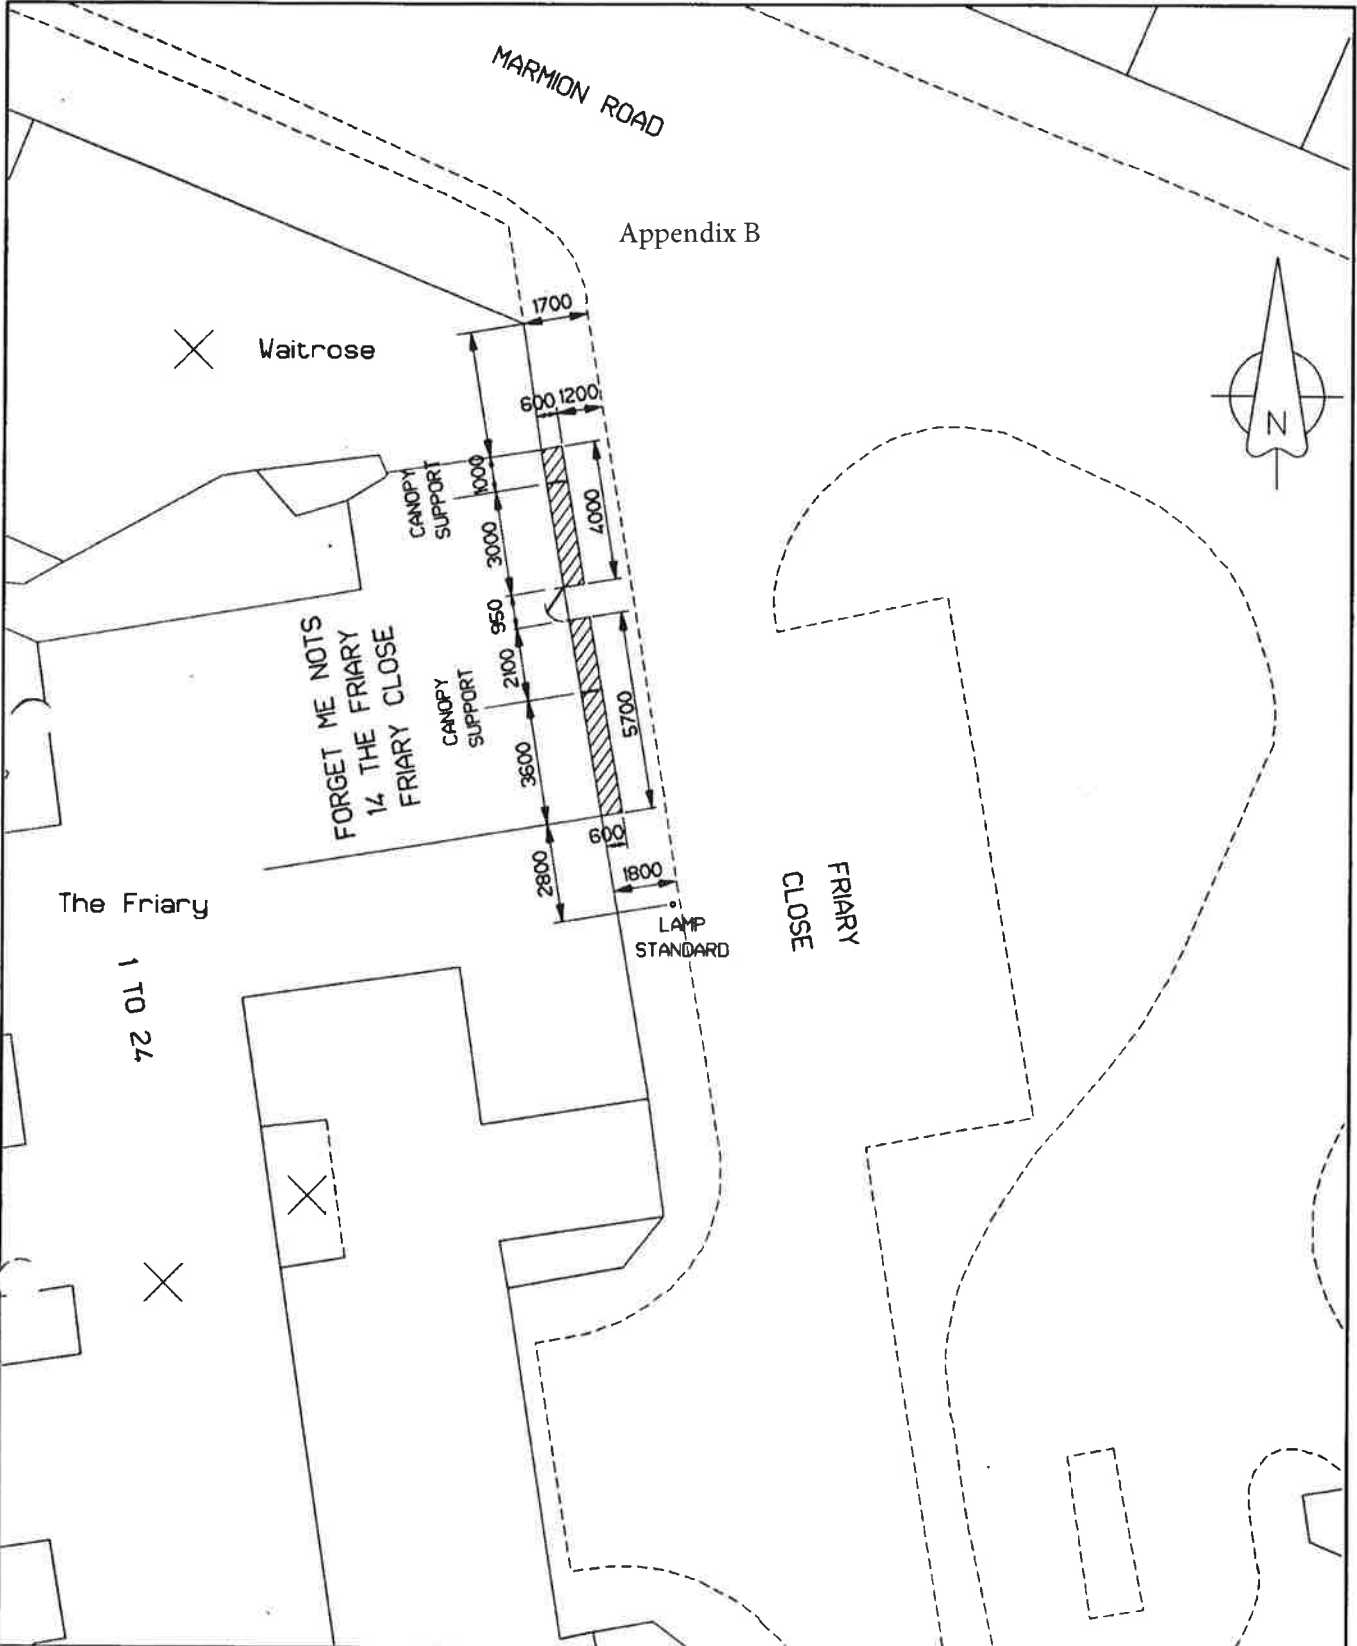 MARMION ROAD
Appendix B
1700
Waitrose
600
1200
N
CANOPY
SUPPORT
1000
3000
4000
950
FORGET ME NOTS
14 THE FRIARY
FRIARY CLOSE
2100
CANOPY
SUPPORT
5700
3600
600
2800
1800
The Friary
LAMP
STANDARD
FRIARY
CLOSE
1 TO 24